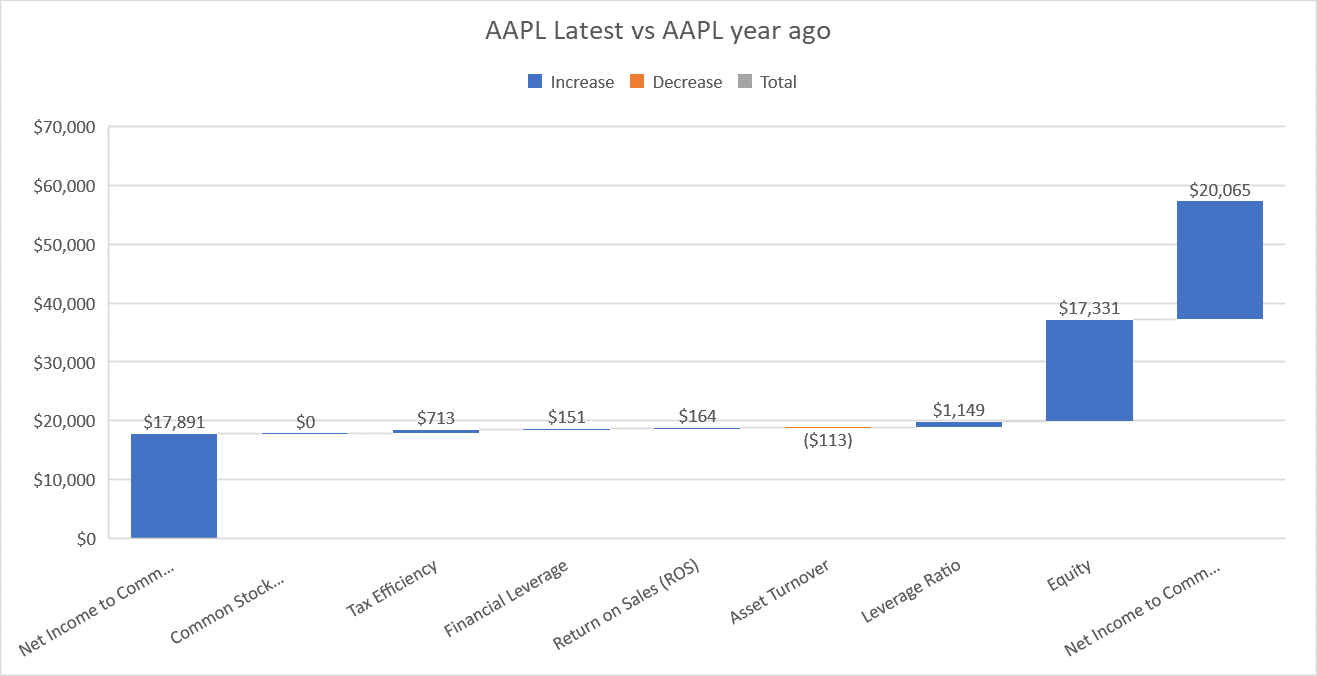 AAPL Latest vs AAPL year ago
Increase Decrease Total
$70,000
$60,000
$50,000
$40,000
$30,000
$20,000
$10,000
$0
$17,891
$0
$713
$151
$164
($113)
$1,149
$17,331
$20,065
Net Income to Comm...
Common Stock...
Tax Efficiency
Financial Leverage
Return on Sales (ROS)
Asset Turnover
Leverage Ratio
Equity
Net Income to Comm...